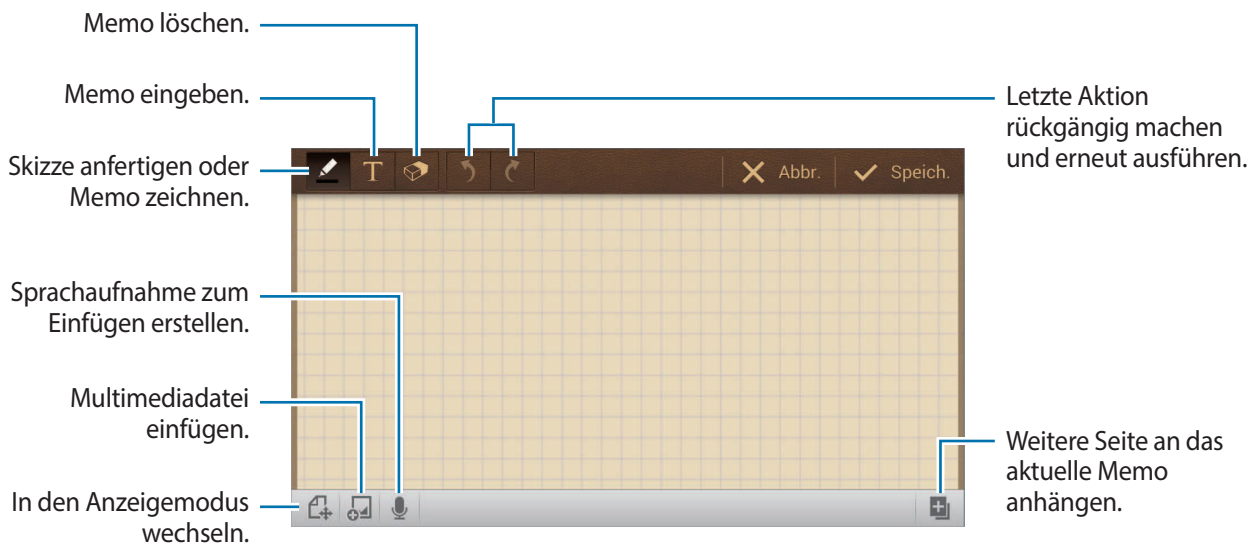 Memo löschen.
Memo eingeben.
Skizze anfertigen oder
Memo zeichnen.
Sprachaufnahme zum
Einfügen erstellen.
Multimediadatei
einfügen.
In den Anzeigemodus
wechseln.
T
Abbr.
Speich.
Letzte Aktion
rückgängig machen
und erneut ausführen.
Weitere Seite an das
aktuelle Memo
anhängen.